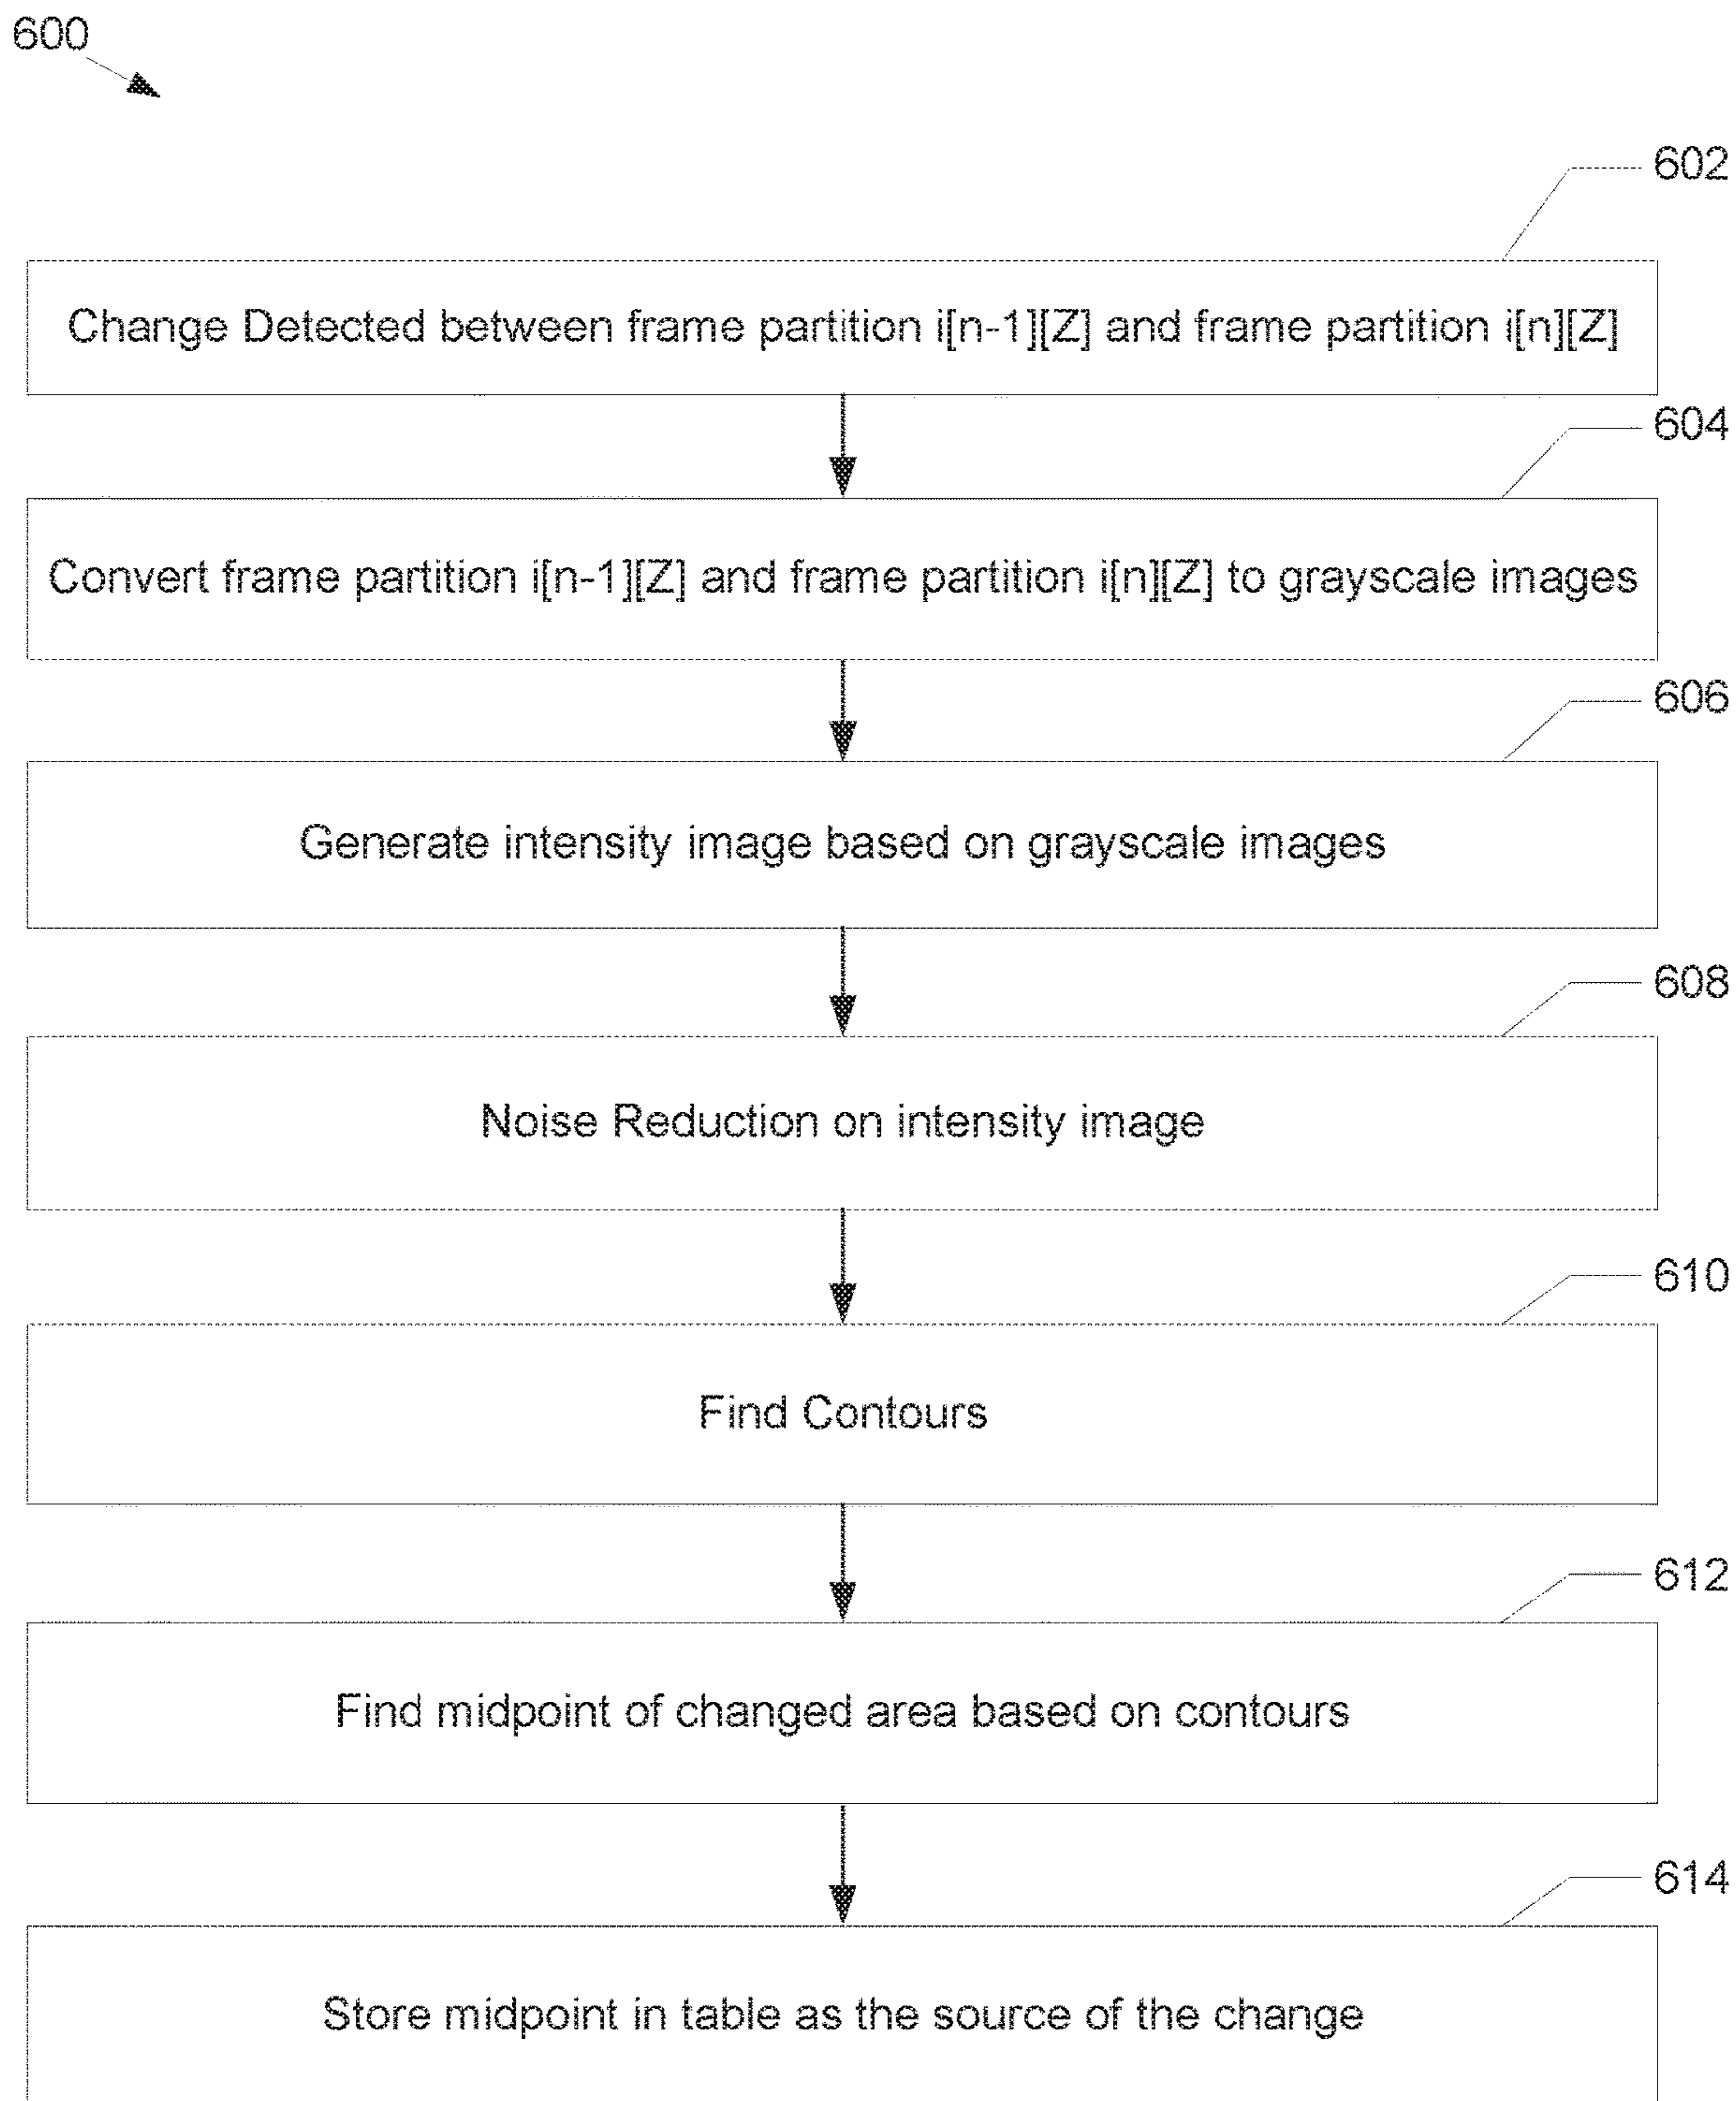 600
602
Change Detected between frame partition i[n-1][Z] and frame partition i[n][Z]
604
Convert frame partition i[n-1][Z] and frame partition i[n][Z] to grayscale images
606
Generate intensity image based on grayscale images
608
Noise Reduction on intensity image
610
Find Contours
612
Find midpoint of changed area based on contours
614
Store midpoint in table as the source of the change